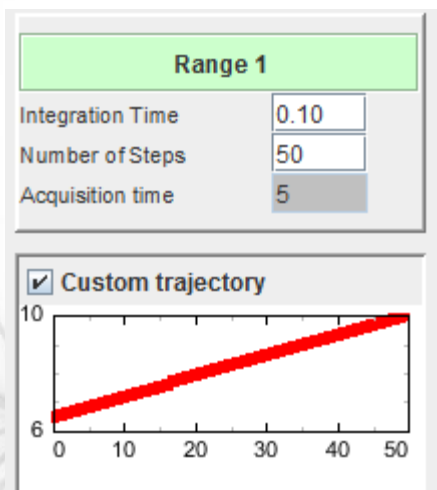 Range 1
Integration Time 0.10
Number of Steps 50
Acquisition time 5
Custom trajectory
10
6
0 10 20 30 40 50